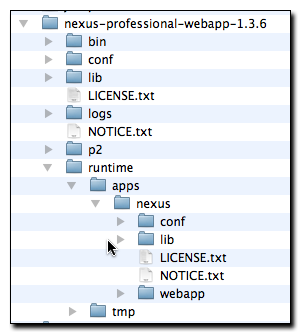 nexus-professional-webapp-1.3.6
bin
conf
lib
LICENSE.txt
logs
NOTICE.txt
p2
runtime
apps
nexus
conf
lib
LICENSE.txt
NOTICE.txt
webapp
tmp